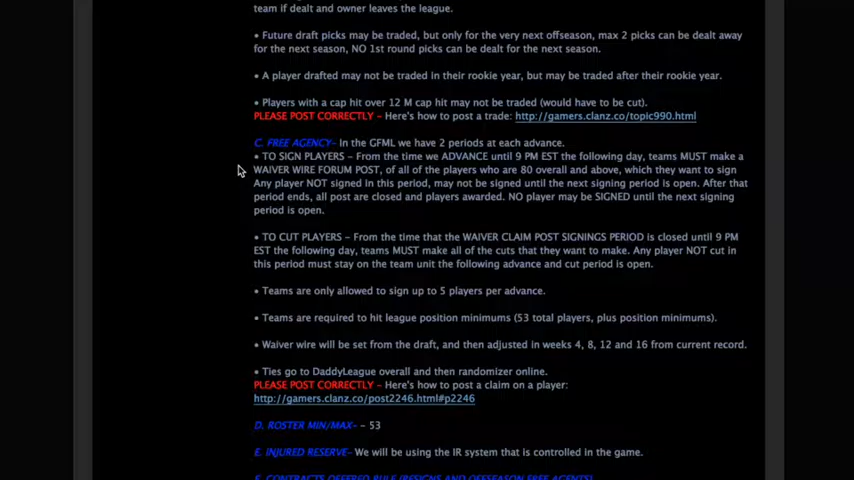 team if dealt and owner leaves the league.
• Future draft picks may be traded, but only for the very next offseason, max 2 picks can be dealt away
for the next season, NO 1st round picks can be dealt for the next season.
• A player drafted may not be traded in their rookie year, but may be traded after their rookie year.
• Players with a cap hit over 12 M cap hit may not be traded (would have to be cut).
PLEASE POST CORRECTLY - Here's how to post a trade: http://gamers.clanz.co/topic990.html
C. FREE AGENCY- In the GFML we have 2 periods at each advance.
• TO SIGN PLAYERS - From the time we ADVANCE until 9 PM EST the following day, teams MUST make a
WAIVER WIRE FORUM POST, of all of the players who are 80 overall and above, which they want to sign
Any player NOT signed in this period, may not be signed until the next signing period is open. After that
period ends, all post are closed and players awarded. NO player may be SIGNED until the next signing
period is open.
• TO CUT PLAYERS - From the time that the WAIVER CLAIM POST SIGNINGS PERIOD is closed until 9 PM
EST the following day, teams MUST make all of the cuts that they want to make. Any player NOT cut in
this period must stay on the team unit the following advance and cut period is open.
• Teams are only allowed to sign up to 5 players per advance.
• Teams are required to hit league position minimums (53 total players, plus position minimums).
• Waiver wire will be set from the draft, and then adjusted in weeks 4, 8, 12 and 16 from current record.
• Ties go to DaddyLeague overall and then randomizer online.
PLEASE POST CORRECTLY - Here's how to post a claim on a player:
http://gamers.clanz.co/post2246.html#p2246
D. ROSTER MIN/MAX- - 53
E. INJURED RESERVE- We will be using the IR system that is controlled in the game.
F. CONTRACTS OFFERED RULE (RESIGNS AND OFFSEASON FREE AGENTS)